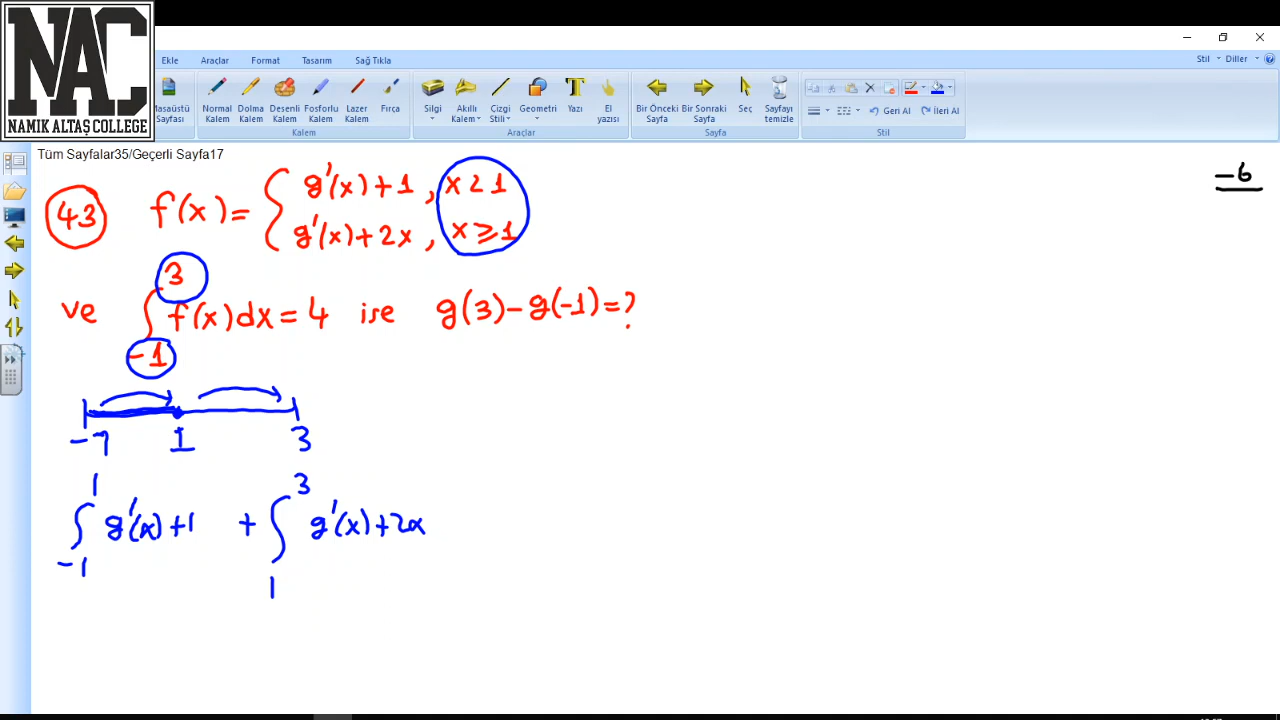 NAC
NAMIK ALTAŞ COLLEGE
Ekle Araçlar Format Tasarım Sağ Tıkla
Stil Diller
Masaüstü Sayfası
Normal Kalem
Dolma Kalem
Desenli Kalem
Fosforlu Kalem
Lazer Kalem
Fırça
Silgi
Akıllı Kalem
Çizgi Stili
Geometri
Yazı
El yazısı
Bir Önceki Sayfa
Bir Sonraki Sayfa
Seç
Sayfayı temizle
Geri Al
İleri Al
Kalem Araçlar Sayfa Stil
Tüm Sayfalar35/Geçerli Sayfa17
-6
43 f(x) = { g'(x)+1 , x < 1
g'(x)+2x , x ≥ 1
ve ∫_{-1}^{3} f(x)dx = 4 ise g(3)-g(-1)=?
-1 1 3
∫_{-1}^{1} g'(x)+1 + ∫_{1}^{3} g'(x)+2x